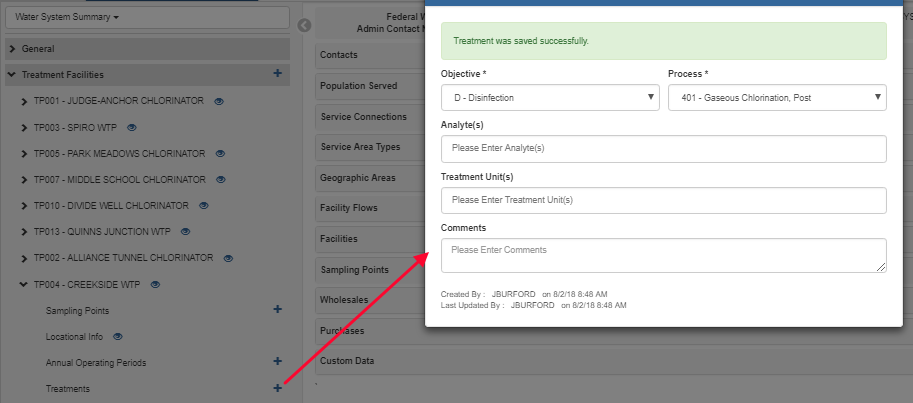 Water System Summary
General
Treatment Facilities
TP001 - JUDGE-ANCHOR CHLORINATOR
TP003 - SPIRO WTP
TP005 - PARK MEADOWS CHLORINATOR
TP007 - MIDDLE SCHOOL CHLORINATOR
TP010 - DIVIDE WELL CHLORINATOR
TP013 - QUINNS JUNCTION WTP
TP002 - ALLIANCE TUNNEL CHLORINATOR
TP004 - CREEKSIDE WTP
Sampling Points
Locational Info
Annual Operating Periods
Treatments
Federal W
Admin Contact
Contacts
Population Served
Service Connections
Service Area Types
Geographic Areas
Facility Flows
Facilities
Sampling Points
Wholesales
Purchases
Custom Data
Treatment was saved successfully.
Objective * Process *
D - Disinfection 401 - Gaseous Chlorination, Post
Analyte(s)
Please Enter Analyte(s)
Treatment Unit(s)
Please Enter Treatment Unit(s)
Comments
Please Enter Comments
Created By : JBURFORD on 8/2/18 8:48 AM
Last Updated By : JBURFORD on 8/2/18 8:48 AM